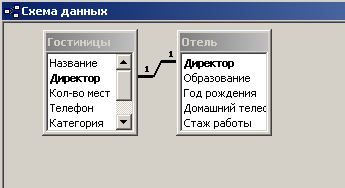 Схема данных
Гостиницы
Название
Директор
Кол-во мест
Телефон
Категория
1
1
Отель
Директор
Образование
Год рождения
Домашний телес
Стаж работы